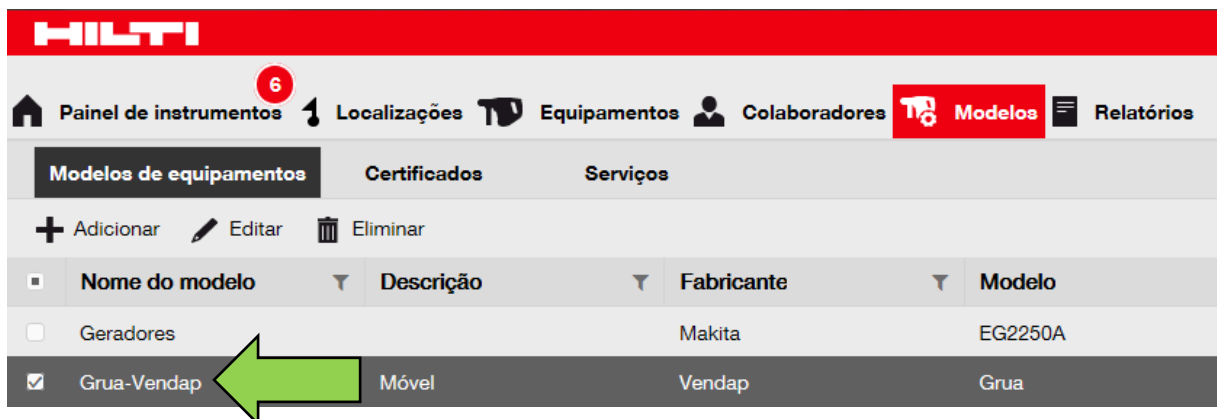 HILTI
6
Painel de instrumentos Localizações Equipamentos Colaboradores Modelos Relatórios
Modelos de equipamentos Certificados Serviços
Adicionar Editar Eliminar
Nome do modelo Descrição Fabricante Modelo
Geradores Makita EG2250A
Grua-Vendap Móvel Vendap Grua